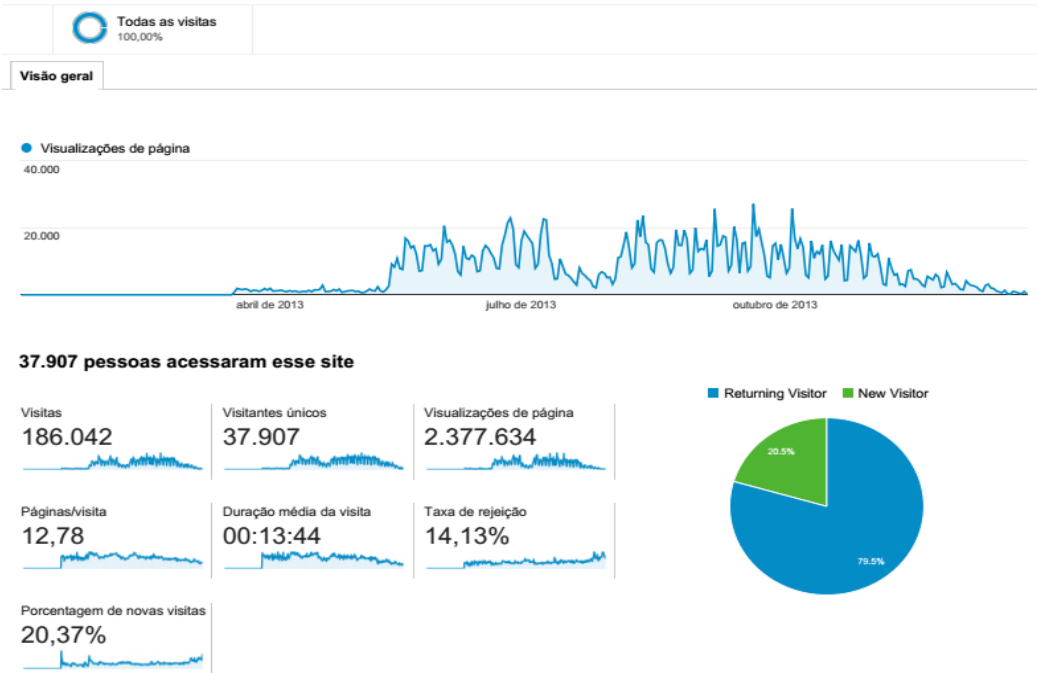 Todas as visitas
100,00%
Visão geral
Visualizações de página
40.000
20.000
abril de 2013
julho de 2013
outubro de 2013
37.907 pessoas acessaram esse site
Returning Visitor
New Visitor
Visitas
186.042
Visitantes únicos
37.907
Visualizações de página
2.377.634
20.5%
79.5%
Páginas/visita
12,78
Duração média da visita
00:13:44
Taxa de rejeição
14,13%
Porcentagem de novas visitas
20,37%